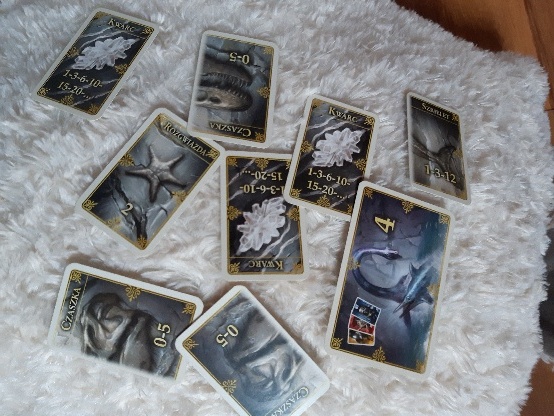 KWARC
1-3-6-10-
15-20-...
0-5
CZASZKA
ROZGWIAZDA
2
KWARC
1-3-6-10-
15-20-...
SZKIELET
1-3-12
KWARC
1-3-6-10-
15-20-...
4
CZASZKA
0-5
0-5
CZASZKA